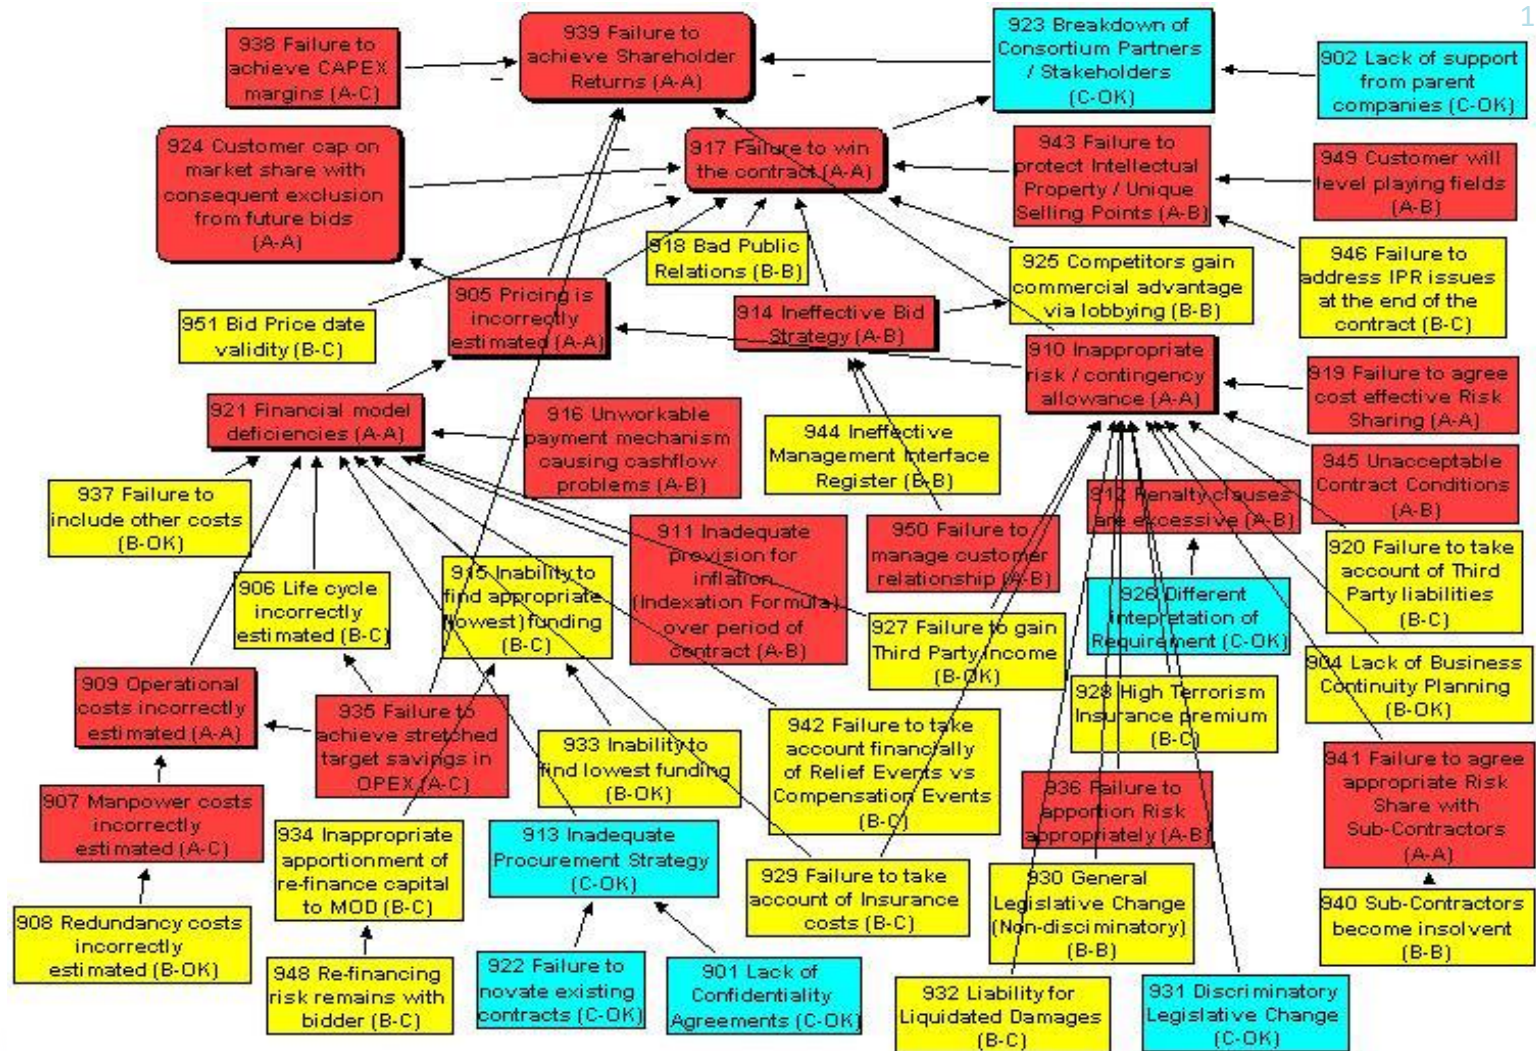 1
938 Failure to
achieve CAPEX
margins (A-C)
939 Failure to
achieve Shareholder
Returns (A-A)
923 Breakdown of
Consortium Partners
/ Stakeholders
(C-OK)
902 Lack of support
from parent
companies (C-OK)
924 Customer cap on
market share with
consequent exclusion
from future bids
(A-A)
917 Failure to win
the contract (A-A)
943 Failure to
protect Intellectual
Property / Unique
Selling Points (A-B)
949 Customer will
level playing fields
(A-B)
918 Bad Public
Relations (B-B)
925 Competitors gain
commercial advantage
via lobbying (B-B)
946 Failure to
address IPR issues
at the end of the
contract (B-C)
951 Bid Price date
validity (B-C)
905 Pricing is
incorrectly
estimated (A-A)
914 Ineffective Bid
Strategy (A-B)
910 Inappropriate
risk / contingency
allowance (A-A)
919 Failure to agree
cost effective Risk
Sharing (A-A)
921 Financial model
deficiencies (A-A)
916 Unworkable
payment mechanism
causing cashflow
problems (A-B)
944 Ineffective
Management Interface
Register (B-B)
945 Unacceptable
Contract Conditions
(A-B)
937 Failure to
include other costs
(B-OK)
912 Penalty clauses
are excessive (A-B)
911 Inadequate
provision for
inflation
(Indexation Formula)
over period of
contract (A-B)
950 Failure to
manage customer
relationship (A-B)
920 Failure to take
account of Third
Party liabilities
(B-C)
906 Life cycle
incorrectly
estimated (B-C)
915 Inability to
find appropriate
(lowest) funding
(B-C)
926 Different
intepretation of
Requirement (C-OK)
927 Failure to gain
Third Party Income
(B-OK)
904 Lack of Business
Continuity Planning
(B-OK)
909 Operational
costs incorrectly
estimated (A-A)
935 Failure to
achieve stretched
target savings in
OPEX (A-C)
928 High Terrorism
Insurance premium
(B-C)
942 Failure to take
account financially
of Relief Events vs
Compensation Events
(B-C)
933 Inability to
find lowest funding
(B-OK)
941 Failure to agree
appropriate Risk
Share with
Sub-Contractors
(A-A)
907 Manpower costs
incorrectly
estimated (A-C)
936 Failure to
apportion Risk
appropriately (A-B)
934 Inappropriate
apportionment of
re-finance capital
to MOD (B-C)
913 Inadequate
Procurement Strategy
(C-OK)
929 Failure to take
account of Insurance
costs (B-C)
930 General
Legislative Change
(Non-discriminatory)
(B-B)
940 Sub-Contractors
become insolvent
(B-B)
908 Redundancy costs
incorrectly
estimated (B-OK)
948 Re-financing
risk remains with
bidder (B-C)
922 Failure to
novate existing
contracts (C-OK)
901 Lack of
Confidentiality
Agreements (C-OK)
932 Liability for
Liquidated Damages
(B-C)
931 Discriminatory
Legislative Change
(C-OK)